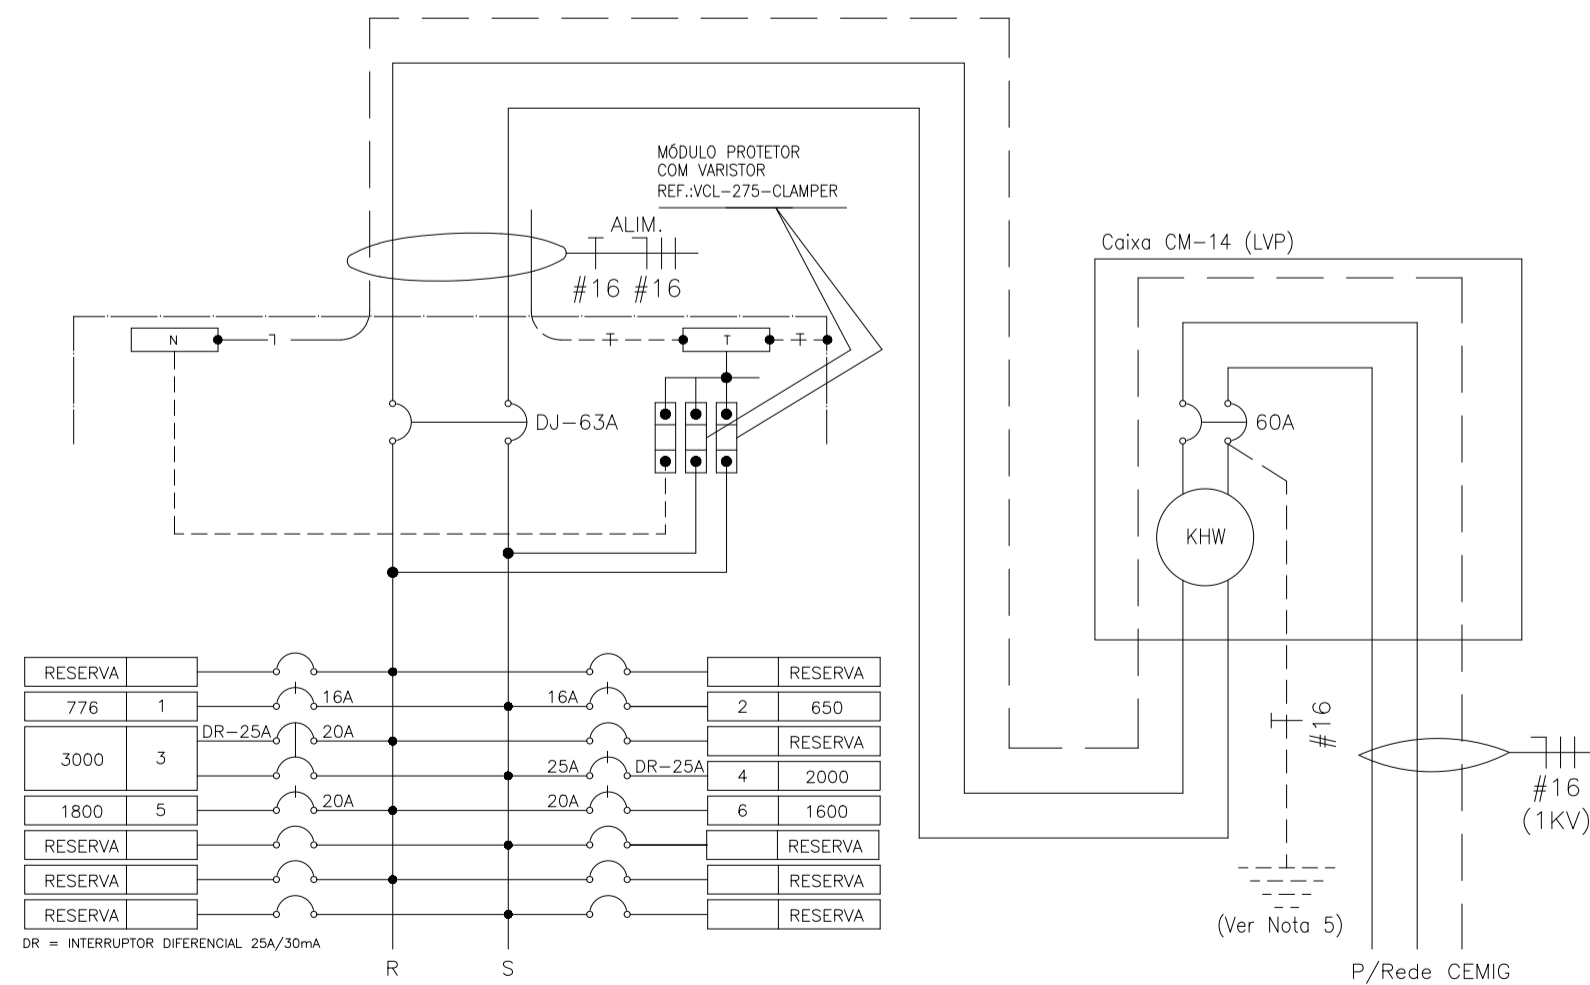 MÓDULO PROTETOR
COM VARISTOR
REF.:VCL-275-CLAMPER
ALIM.
#16 #16
Caixa CM-14 (LVP)
N
T
DJ-63A
60A
KHW
RESERVA RESERVA
776 1 16A 16A 2 650
3000 3 DR-25A 20A RESERVA
25A DR-25A 4 2000
1800 5 20A 20A 6 1600
RESERVA RESERVA
RESERVA RESERVA
RESERVA RESERVA
DR = INTERRUPTOR DIFERENCIAL 25A/30mA
R S
#16
(Ver Nota 5)
#16
(1KV)
P/Rede CEMIG